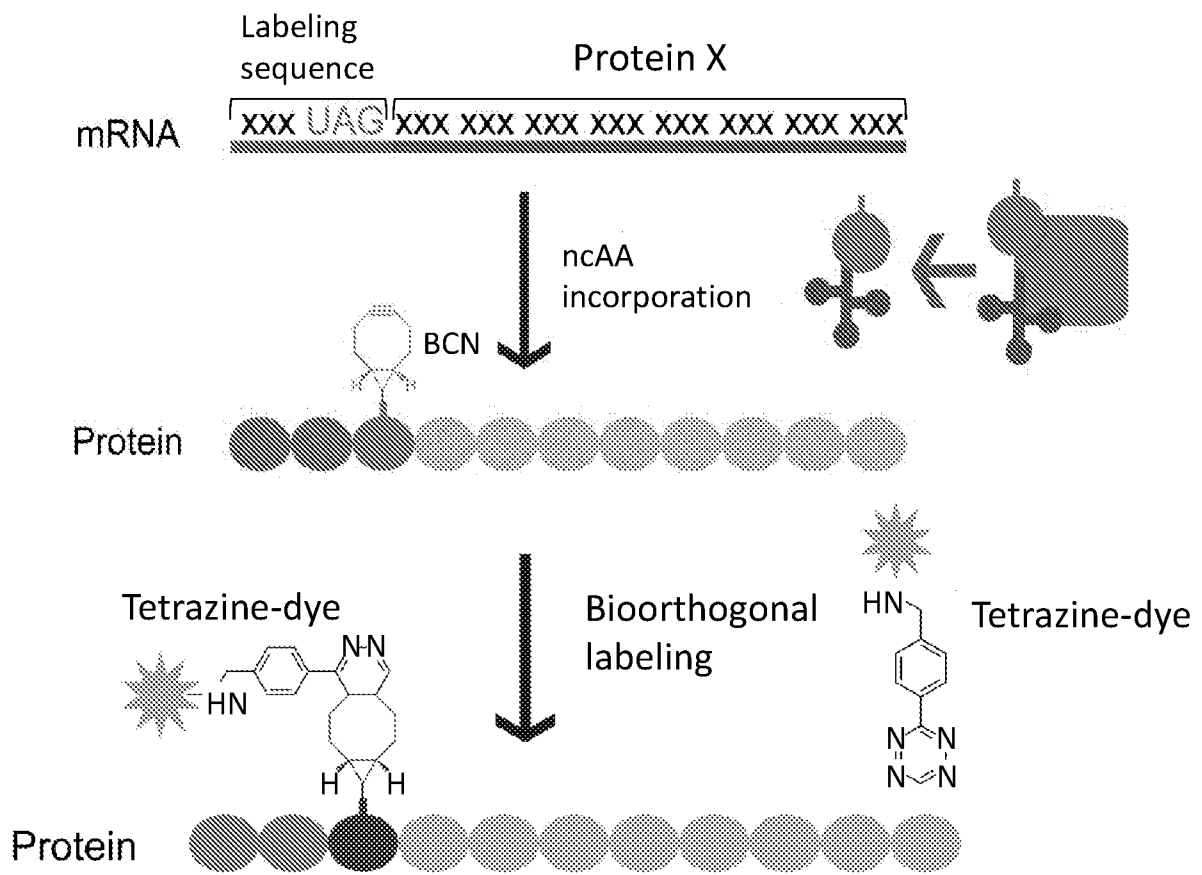 Labeling
sequence
Protein X
mRNA
XXX UAG XXX XXX XXX XXX XXX XXX XXX XXX
ncAA
incorporation
BCN
H H
Protein
Tetrazine-dye
HN
N-N
H H
Bioorthogonal
labeling
HN
Tetrazine-dye
N N
N N
Protein